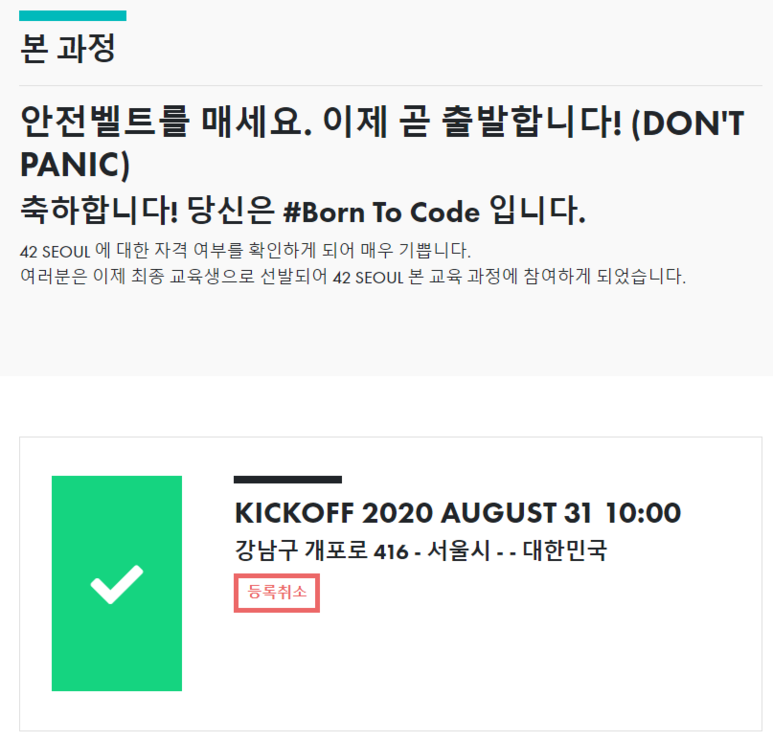 본 과정
안전벨트를 매세요. 이제 곧 출발합니다! (DON'T
PANIC)
축하합니다! 당신은 #Born To Code 입니다.
42 SEOUL 에 대한 자격 여부를 확인하게 되어 매우 기쁩니다.
여러분은 이제 최종 교육생으로 선발되어 42 SEOUL 본 교육 과정에 참여하게 되었습니다.
KICKOFF 2020 AUGUST 31 10:00
강남구 개포로 416 - 서울시 - - 대한민국
등록취소